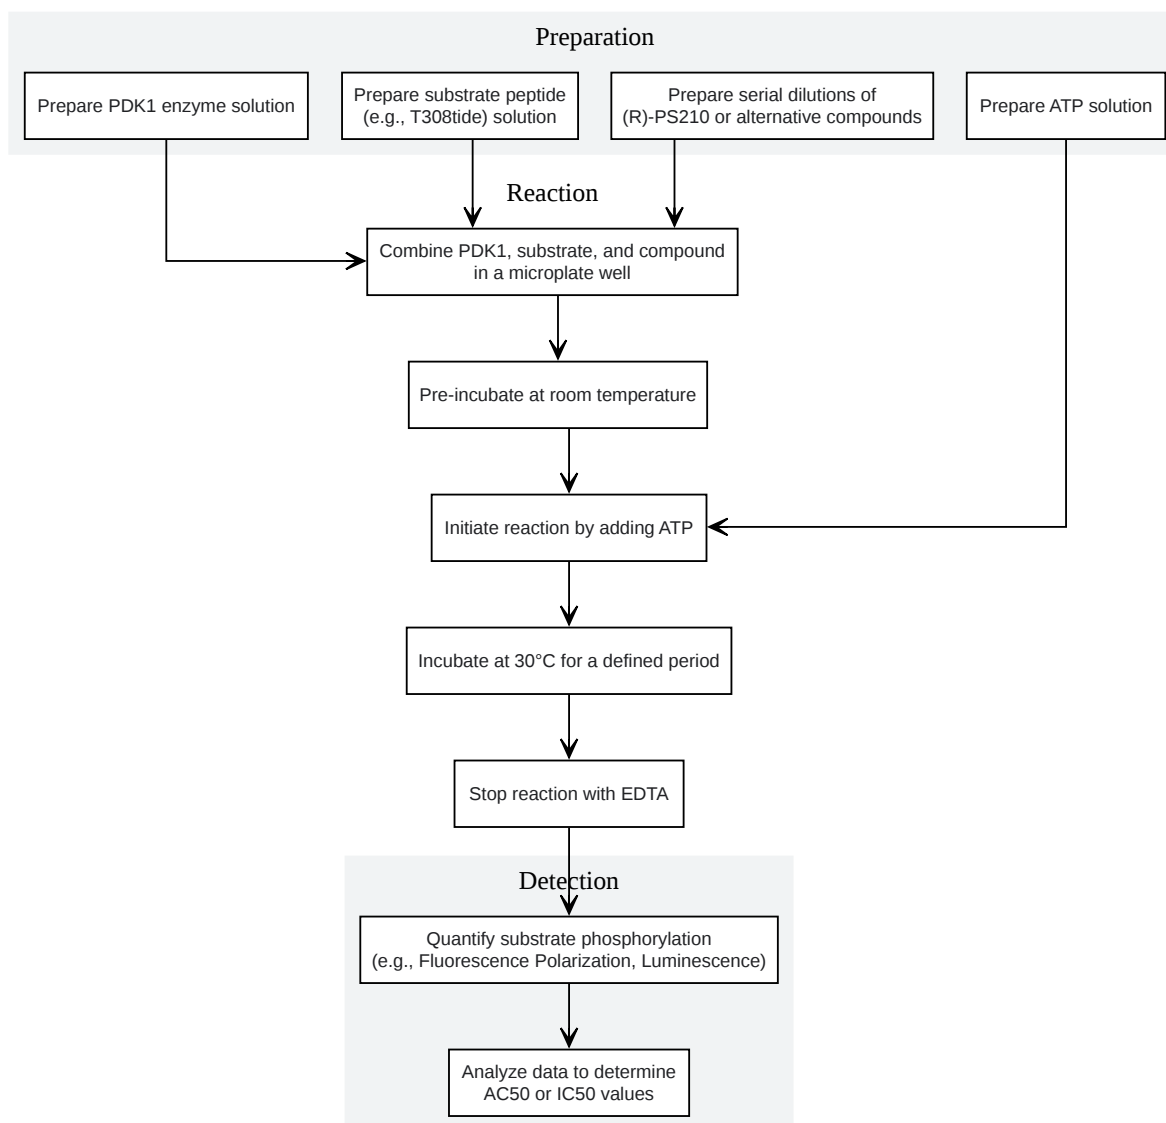 Preparation
Prepare PDK1 enzyme solution
Prepare substrate peptide
(e.g., T308tide) solution
Prepare serial dilutions of
(R)-PS210 or alternative compounds
Prepare ATP solution
Reaction
Combine PDK1, substrate, and compound
in a microplate well
Pre-incubate at room temperature
Initiate reaction by adding ATP
Incubate at 30°C for a defined period
Stop reaction with EDTA
Detection
Quantify substrate phosphorylation
(e.g., Fluorescence Polarization, Luminescence)
Analyze data to determine
AC50 or IC50 values